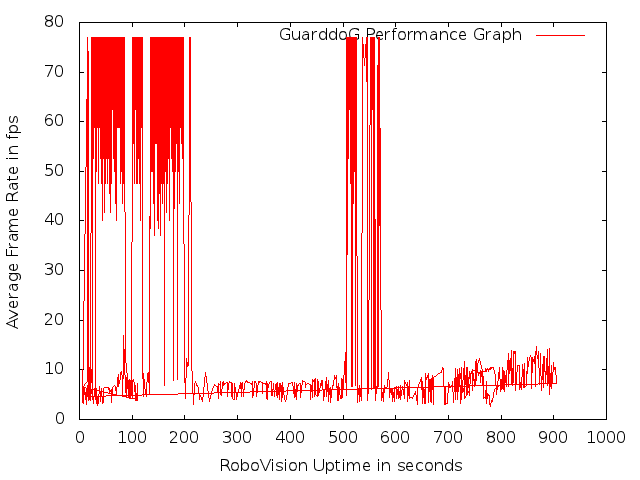 GuarddoG Performance Graph
80
70
60
50
40
30
20
10
0
Average Frame Rate in fps
0 100 200 300 400 500 600 700 800 900 1000
RoboVision Uptime in seconds